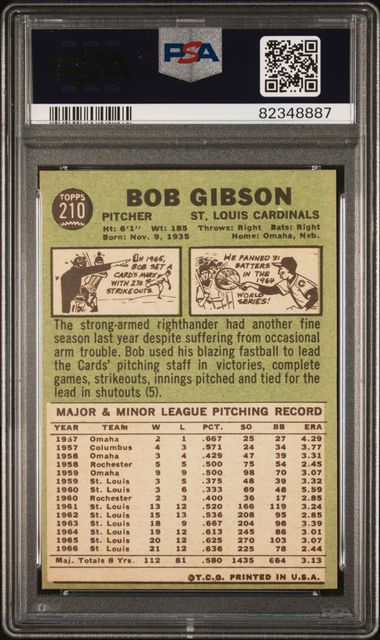 PSA
PSA
82348887
TOPPS
210
BOB GIBSON
PITCHER ST. LOUIS CARDINALS
Ht: 6'1" Wt: 185 Throws: Right Bats: Right
Born: Nov. 9, 1935 Home: Omaha, Neb.
IN 1965,
BOB SET A
CARDS MARK
WITH 270
STRIKEOUTS.
HE FANNED 31
BATTERS
IN THE
1964
WORLD
SERIES!
The strong-armed righthander had another fine
season last year despite suffering from occasional
arm trouble. Bob used his blazing fastball to lead
the Cards' pitching staff in victories, complete
games, strikeouts, innings pitched and tied for the
lead in shutouts (5).
MAJOR & MINOR LEAGUE PITCHING RECORD
YEAR TEAM W L PCT. SO BB ERA
1957 Omaha 2 1 .667 25 27 4.29
1957 Columbus 4 3 .571 24 34 3.77
1958 Omaha 3 4 .429 47 39 3.31
1958 Rochester 5 5 .500 75 54 2.45
1959 Omaha 9 9 .500 98 70 3.07
1959 St. Louis 3 5 .375 48 39 3.32
1960 St. Louis 3 6 .333 69 48 5.59
1960 Rochester 2 3 .400 36 17 2.85
1961 St. Louis 13 12 .520 166 119 3.24
1962 St. Louis 15 13 .536 208 95 2.85
1963 St. Louis 18 9 .667 204 96 3.39
1964 St. Louis 19 12 .613 245 86 3.01
1965 St. Louis 20 12 .625 270 103 3.07
1966 St. Louis 21 12 .636 225 78 2.44
Maj. Totals 8 Yrs. 112 81 .580 1435 664 3.13
©T.C.G. PRINTED IN U.S.A.